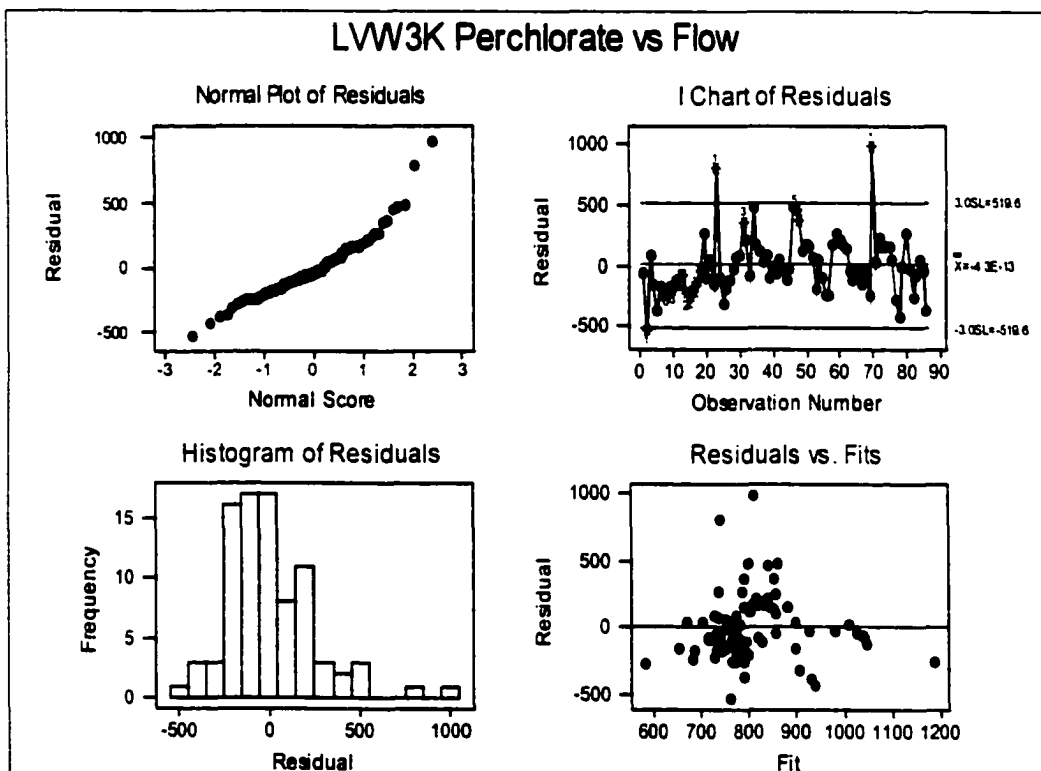 LVW3K Perchlorate vs Flow
Normal Plot of Residuals
1000
500
0
-500
Residual
-3 -2 -1 0 1 2 3
Normal Score
I Chart of Residuals
1000
500
0
-500
Residual
3.0SL=519.6
X=-4.3E-13
-3.0SL=-519.6
0 10 20 30 40 50 60 70 80 90
Observation Number
Histogram of Residuals
15
10
5
0
Frequency
-500 0 500 1000
Residual
Residuals vs. Fits
1000
500
0
-500
Residual
600 700 800 900 1000 1100 1200
Fit